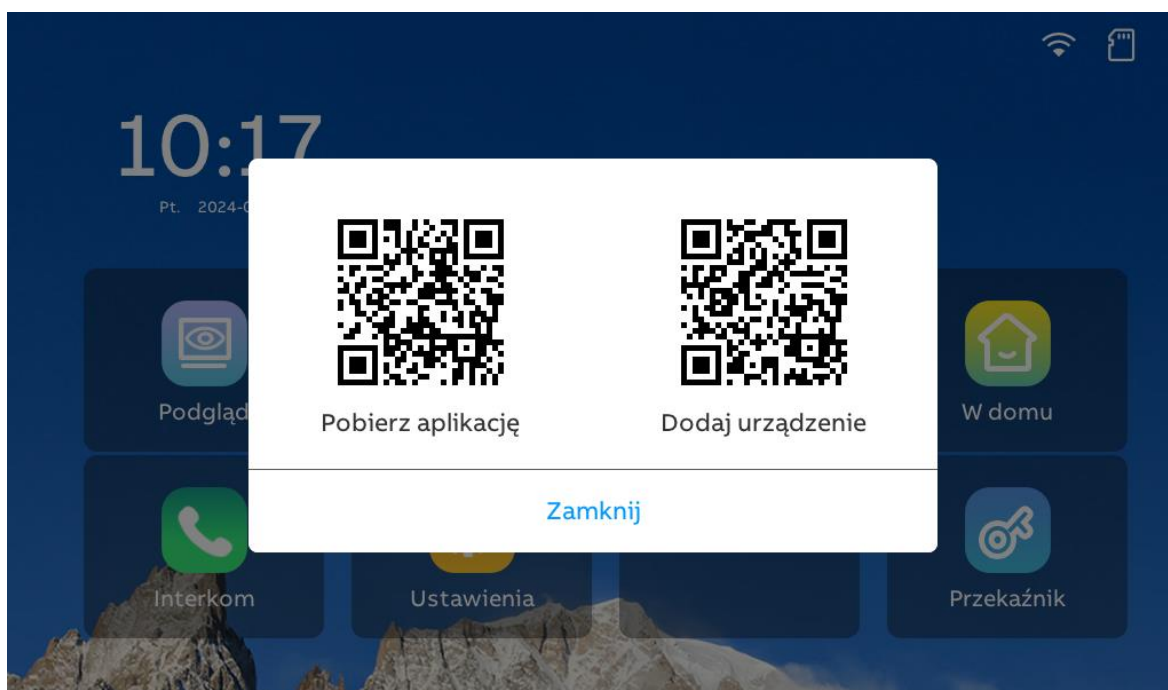 10:17
Pt. 2024-0
Pobierz aplikację
Dodaj urządzenie
Zamknij
Podgląd
W domu
Interkom
Ustawienia
Przekaźnik